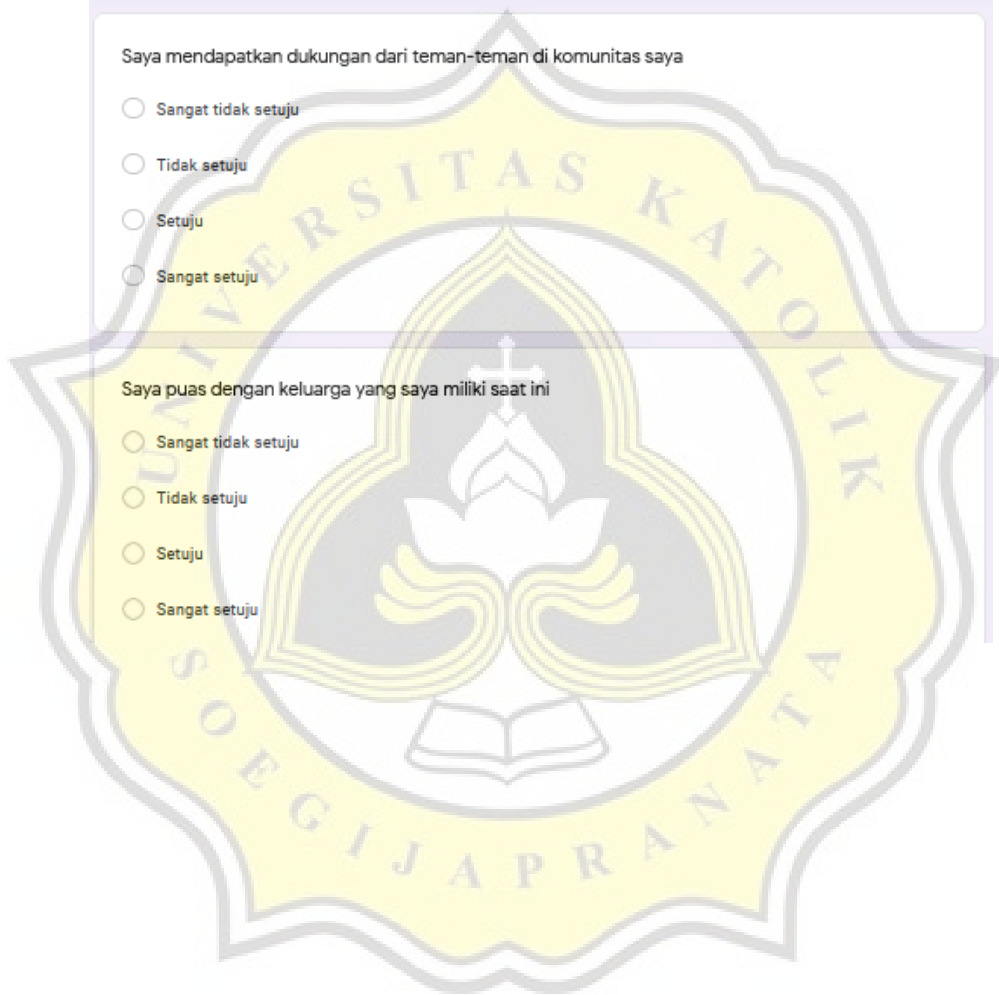 Saya mendapatkan dukungan dari teman-teman di komunitas saya
Sangat tidak setuju
Tidak setuju
Setuju
Sangat setuju
Saya puas dengan keluarga yang saya miliki saat ini
Sangat tidak setuju
Tidak setuju
Setuju
Sangat setuju
UNIVERSITAS KATOLIK
SOEGIJAPRANATA